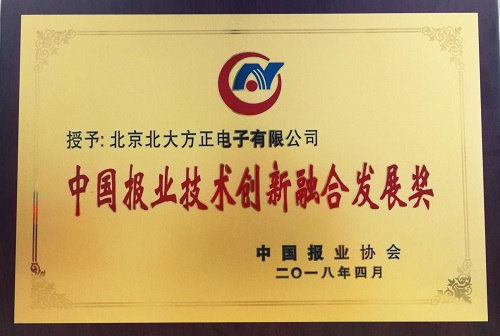 授予: 北京北大方正电子有限公司
中国报业技术创新融合发展奖
中国报业协会
二〇一八年四月